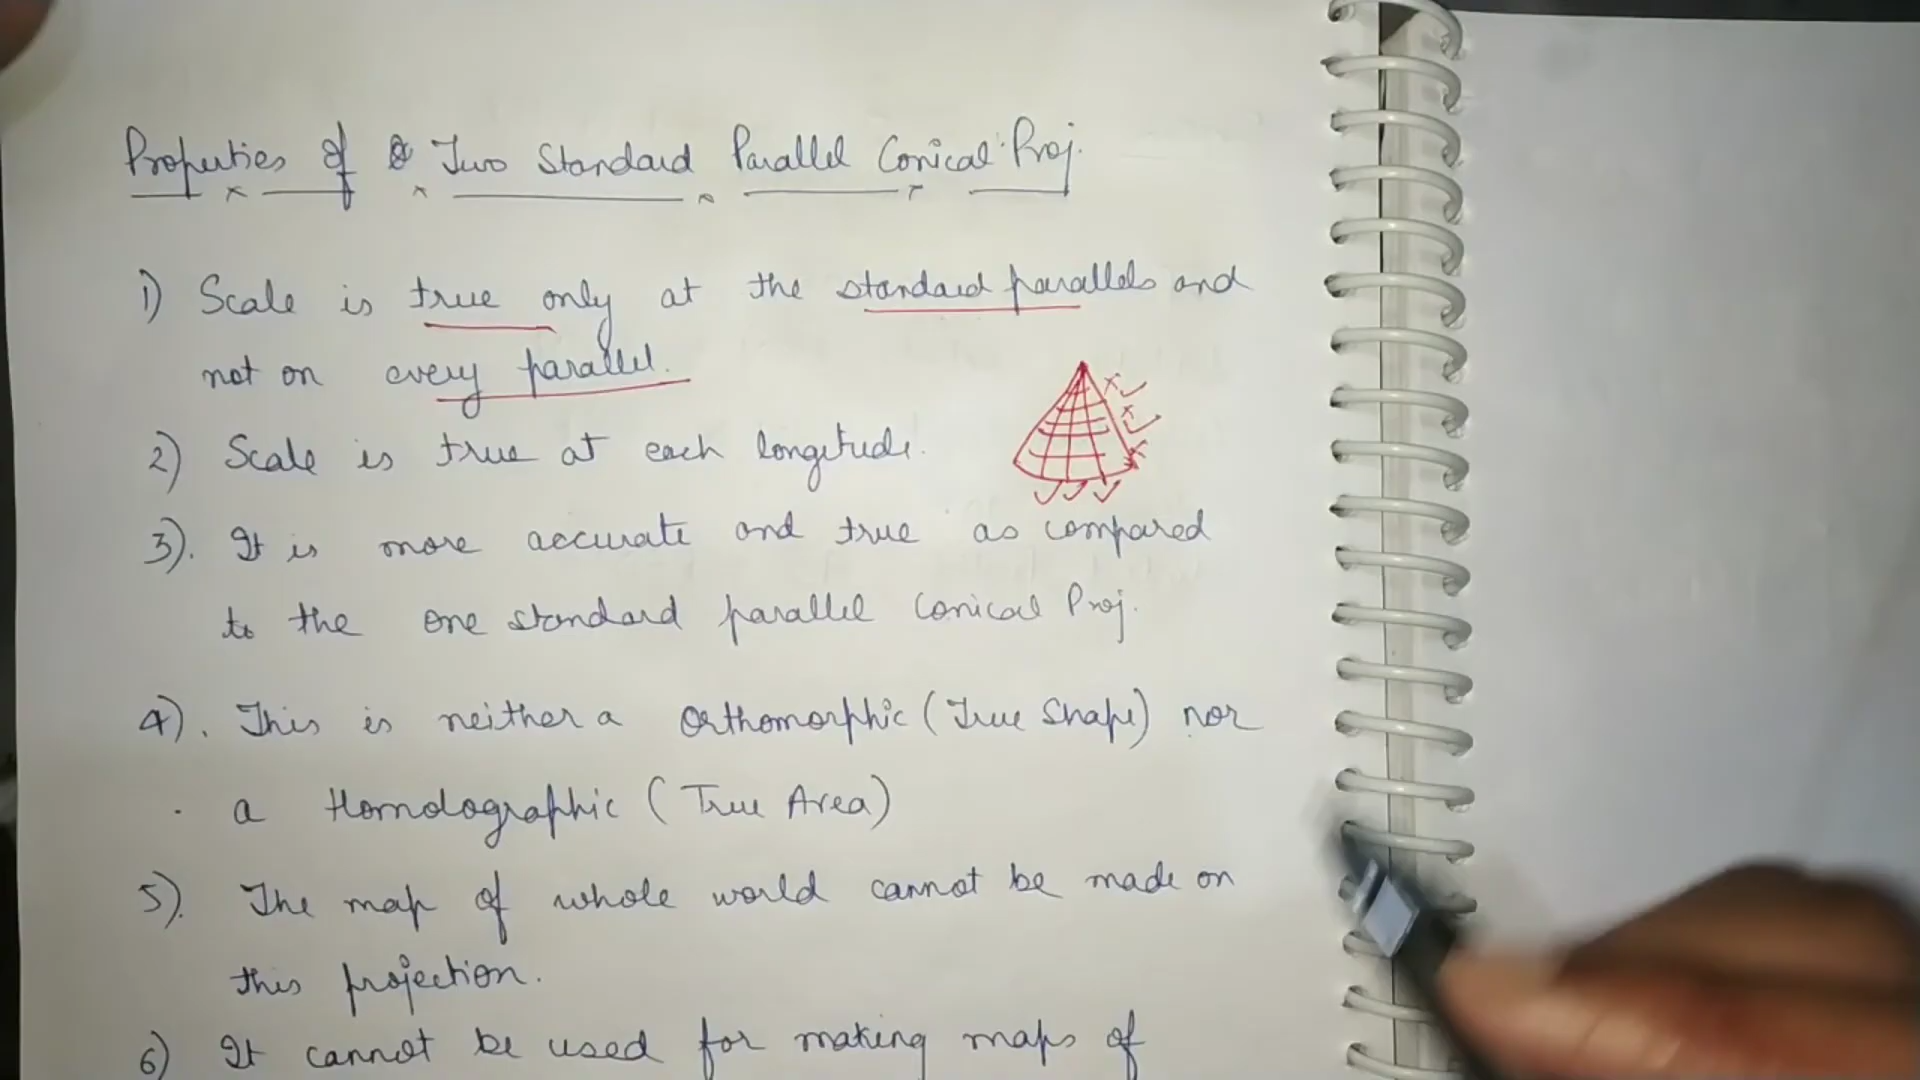 Properties of Two Standard Parallel Conical Proj.
1) Scale is true only at the standard parallels and
not on every parallel.
2) Scale is true at each longitude.
3). It is more accurate and true as compared
to the one standard parallel Conical Proj.
4). This is neither a Orthomorphic (True Shape) nor
a Homolographic (True Area)
5). The map of whole world cannot be made on
this projection.
6) It cannot be used for making maps of